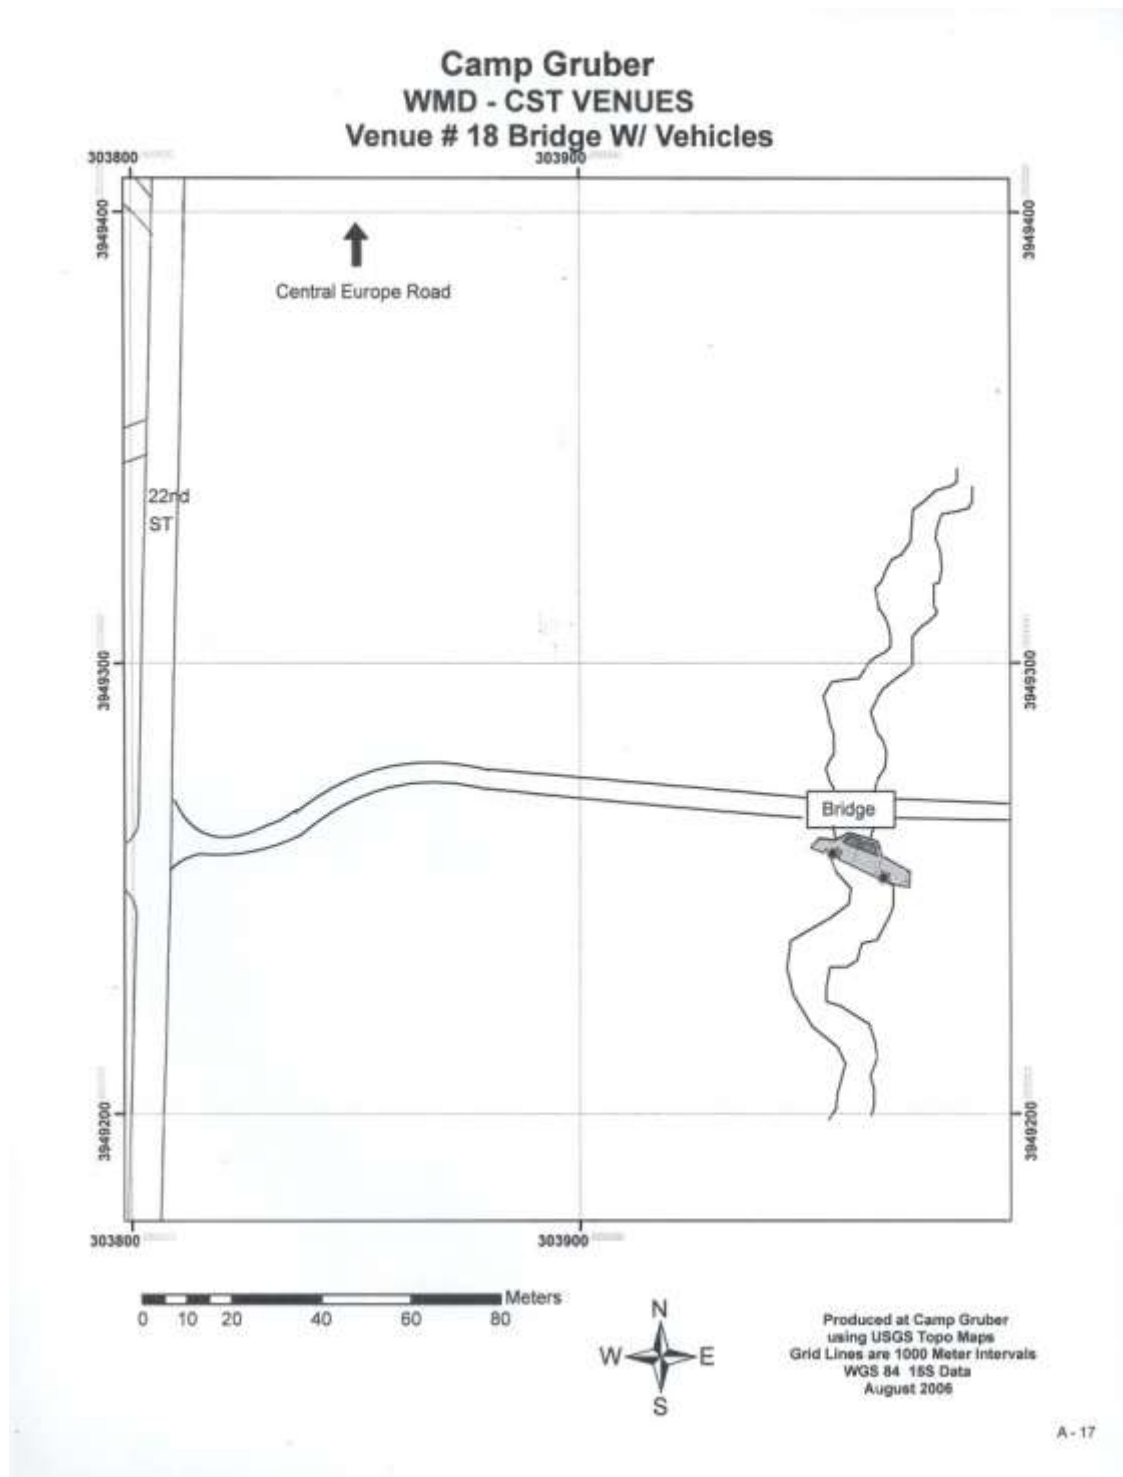 Camp Gruber
WMD - CST VENUES
Venue # 18 Bridge W/ Vehicles
303800
303900
3949400
3949400
Central Europe Road
22nd
ST
3949300
3949300
Bridge
3949200
3949200
303800
303900
Meters
0 10 20 40 60 80
N
W E
S
Produced at Camp Gruber
using USGS Topo Maps
Grid Lines are 1000 Meter Intervals
WGS 84 15S Data
August 2006
A - 17